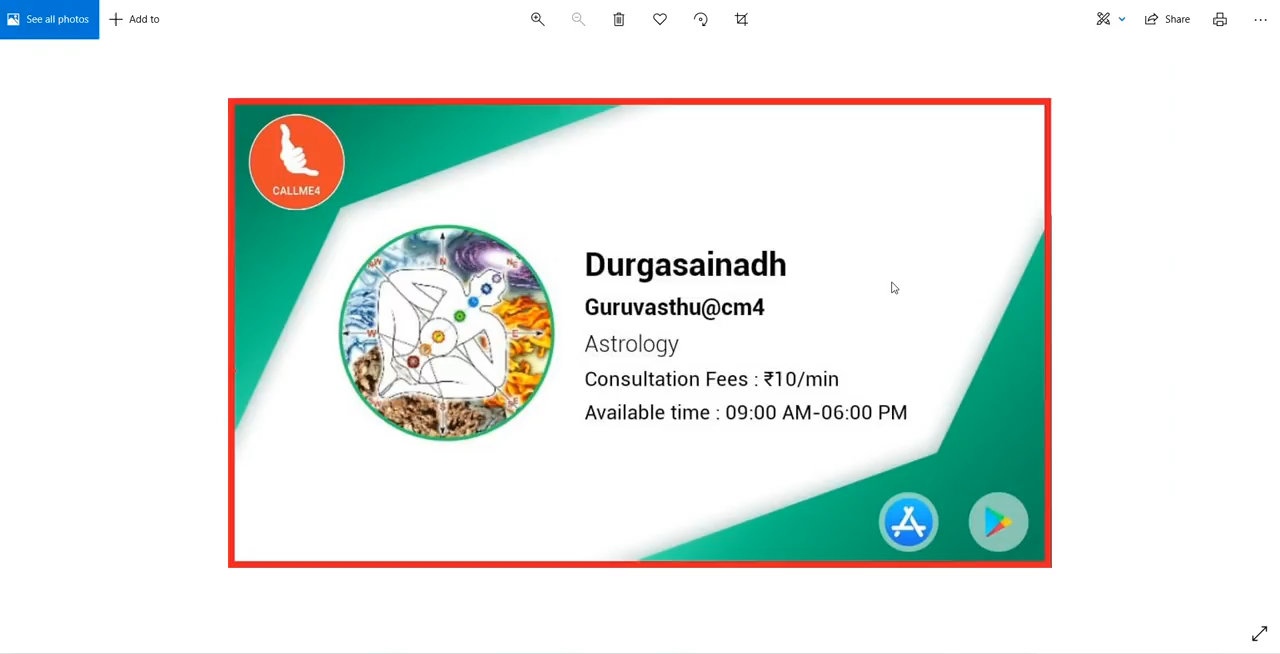 See all photos
Add to
Share
CALLME4
N
W
E
Durgasainadh
Guruvasthu@cm4
Astrology
Consultation Fees : ₹10/min
Available time : 09:00 AM-06:00 PM